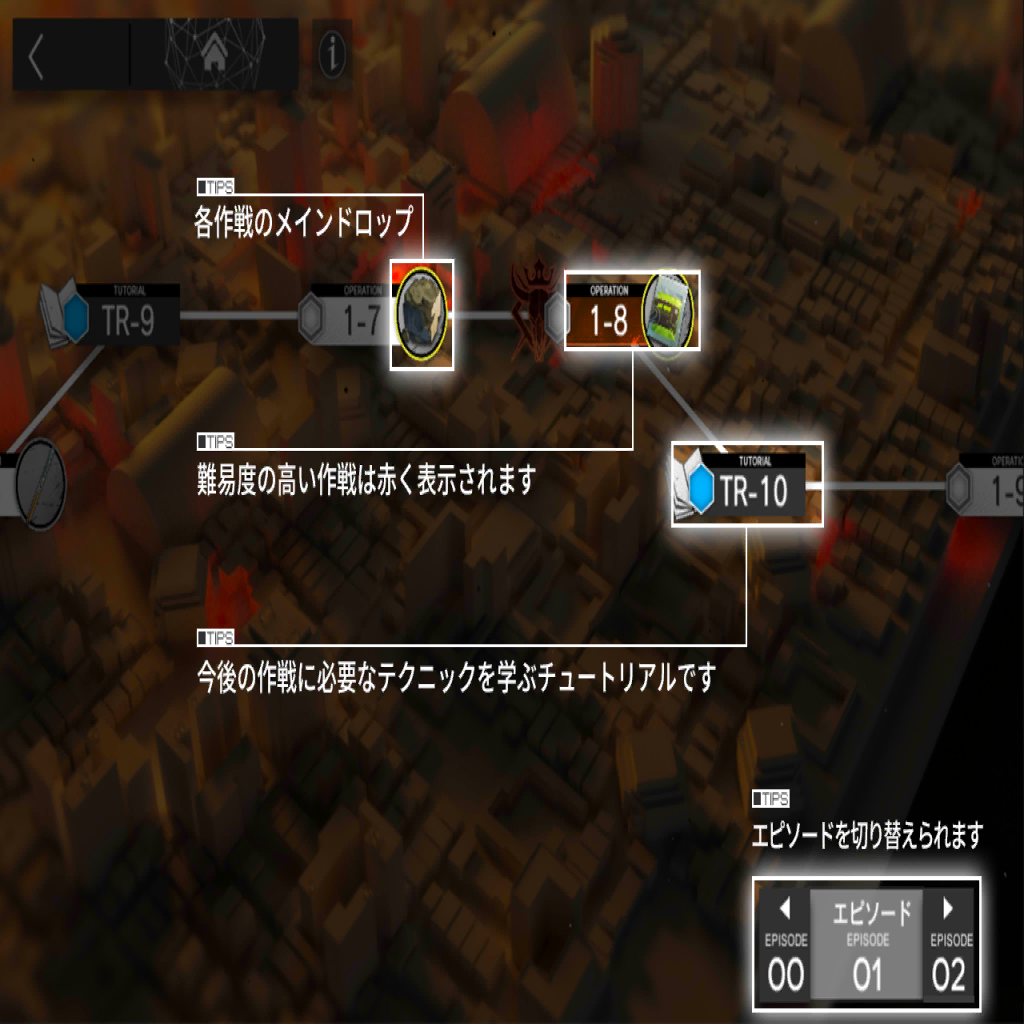 TIPS
各作戦のメインドロップ
TUTORIAL
TR-9
OPERATION
1-7
OPERATION
1-8
TIPS
難易度の高い作戦は赤く表示されます
TUTORIAL
TR-10
OPERATIO
1-9
TIPS
今後の作戦に必要なテクニックを学ぶチュートリアルです
TIPS
エピソードを切り替えられます
EPISODE
00
エピソード
EPISODE
01
EPISODE
02